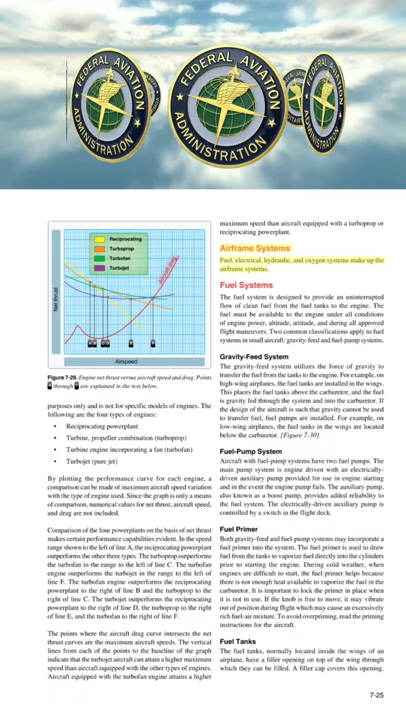 FEDERAL AVIATION
ADMINISTRATION
FEDERAL AVIATION
ADMINISTRATION
FEDERAL AVIATION
ADMINISTRATION
Reciprocating
Turboprop
Turbofan
Turbojet
Aircraft drag
Net thrust
Airspeed
Figure 7-29. Engine net thrust versus aircraft speed and drag. Points
through are explained in the text below.
purposes only and is not for specific models of engines. The
following are the four types of engines:
• Reciprocating powerplant
• Turbine, propeller combination (turboprop)
• Turbine engine incorporating a fan (turbofan)
• Turbojet (pure jet)
By plotting the performance curve for each engine, a
comparison can be made of maximum aircraft speed variation
with the type of engine used. Since the graph is only a means
of comparison, numerical values for net thrust, aircraft speed,
and drag are not included.
Comparison of the four powerplants on the basis of net thrust
makes certain performance capabilities evident. In the speed
range shown to the left of line A, the reciprocating powerplant
outperforms the other three types. The turboprop outperforms
the turbofan in the range to the left of line C. The turbofan
engine outperforms the turbojet in the range to the left of
line F. The turbofan engine outperforms the reciprocating
powerplant to the right of line B and the turboprop to the
right of line C. The turbojet outperforms the reciprocating
powerplant to the right of line D, the turboprop to the right
of line E, and the turbofan to the right of line F.
The points where the aircraft drag curve intersects the net
thrust curves are the maximum aircraft speeds. The vertical
lines from each of the points to the baseline of the graph
indicate that the turbojet aircraft can attain a higher maximum
speed than aircraft equipped with the other types of engines.
Aircraft equipped with the turbofan engine attains a higher
maximum speed than aircraft equipped with a turboprop or
reciprocating powerplant.
Airframe Systems
Fuel, electrical, hydraulic, and oxygen systems make up the
airframe systems.
Fuel Systems
The fuel system is designed to provide an uninterrupted
flow of clean fuel from the fuel tanks to the engine. The
fuel must be available to the engine under all conditions
of engine power, altitude, attitude, and during all approved
flight maneuvers. Two common classifications apply to fuel
systems in small aircraft: gravity-feed and fuel-pump systems.
Gravity-Feed System
The gravity-feed system utilizes the force of gravity to
transfer the fuel from the tanks to the engine. For example, on
high-wing airplanes, the fuel tanks are installed in the wings.
This places the fuel tanks above the carburetor, and the fuel
is gravity fed through the system and into the carburetor. If
the design of the aircraft is such that gravity cannot be used
to transfer fuel, fuel pumps are installed. For example, on
low-wing airplanes, the fuel tanks in the wings are located
below the carburetor. [Figure 7-30]
Fuel-Pump System
Aircraft with fuel-pump systems have two fuel pumps. The
main pump system is engine driven with an electrically-
driven auxiliary pump provided for use in engine starting
and in the event the engine pump fails. The auxiliary pump,
also known as a boost pump, provides added reliability to
the fuel system. The electrically-driven auxiliary pump is
controlled by a switch in the flight deck.
Fuel Primer
Both gravity-feed and fuel-pump systems may incorporate a
fuel primer into the system. The fuel primer is used to draw
fuel from the tanks to vaporize fuel directly into the cylinders
prior to starting the engine. During cold weather, when
engines are difficult to start, the fuel primer helps because
there is not enough heat available to vaporize the fuel in the
carburetor. It is important to lock the primer in place when
it is not in use. If the knob is free to move, it may vibrate
out of position during flight which may cause an excessively
rich fuel-air mixture. To avoid overpriming, read the priming
instructions for the aircraft.
Fuel Tanks
The fuel tanks, normally located inside the wings of an
airplane, have a filler opening on top of the wing through
which they can be filled. A filler cap covers this opening.
7-25